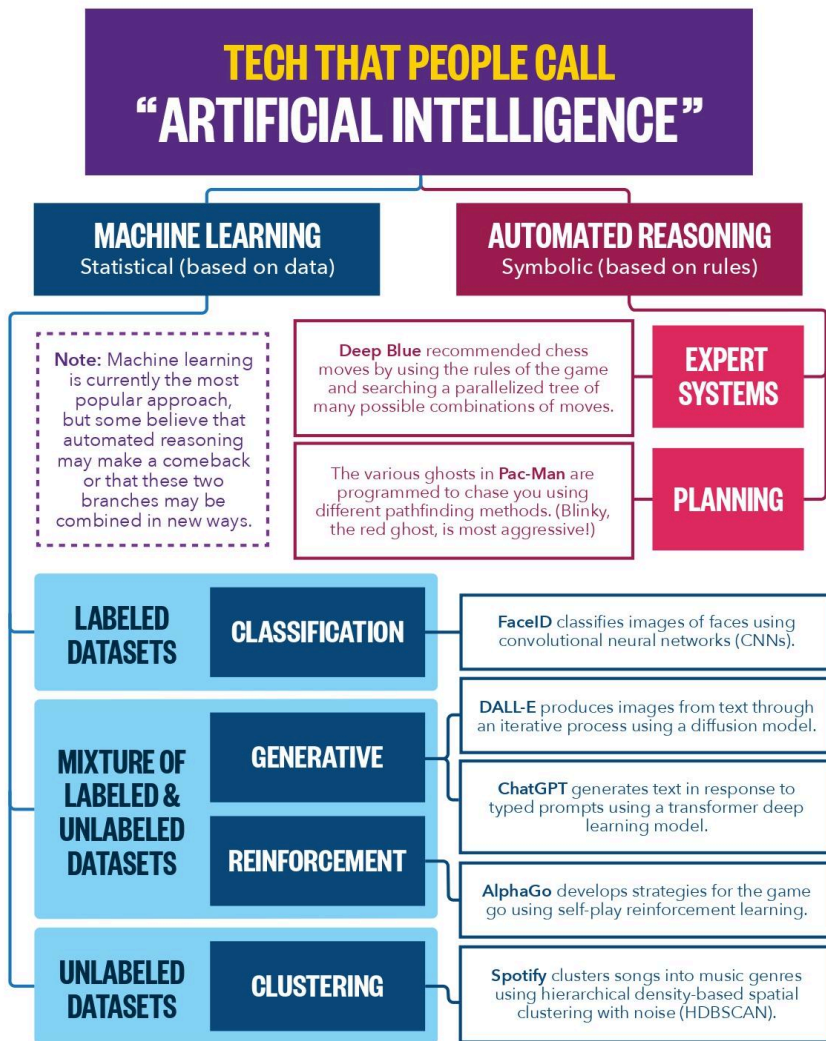 TECH THAT PEOPLE CALL
“ARTIFICIAL INTELLIGENCE”
MACHINE LEARNING
Statistical (based on data)
AUTOMATED REASONING
Symbolic (based on rules)
Note: Machine learning
is currently the most
popular approach,
but some believe that
automated reasoning
may make a comeback
or that these two
branches may be
combined in new ways.
Deep Blue recommended chess
moves by using the rules of the game
and searching a parallelized tree of
many possible combinations of moves.
EXPERT
SYSTEMS
The various ghosts in Pac-Man are
programmed to chase you using
different pathfinding methods. (Blinky,
the red ghost, is most aggressive!)
PLANNING
LABELED
DATASETS
CLASSIFICATION
FaceID classifies images of faces using
convolutional neural networks (CNNs).
MIXTURE OF
LABELED &
UNLABELED
DATASETS
GENERATIVE
DALL-E produces images from text through
an iterative process using a diffusion model.
ChatGPT generates text in response to
typed prompts using a transformer deep
learning model.
REINFORCEMENT
AlphaGo develops strategies for the game
go using self-play reinforcement learning.
UNLABELED
DATASETS
CLUSTERING
Spotify clusters songs into music genres
using hierarchical density-based spatial
clustering with noise (HDBSCAN).